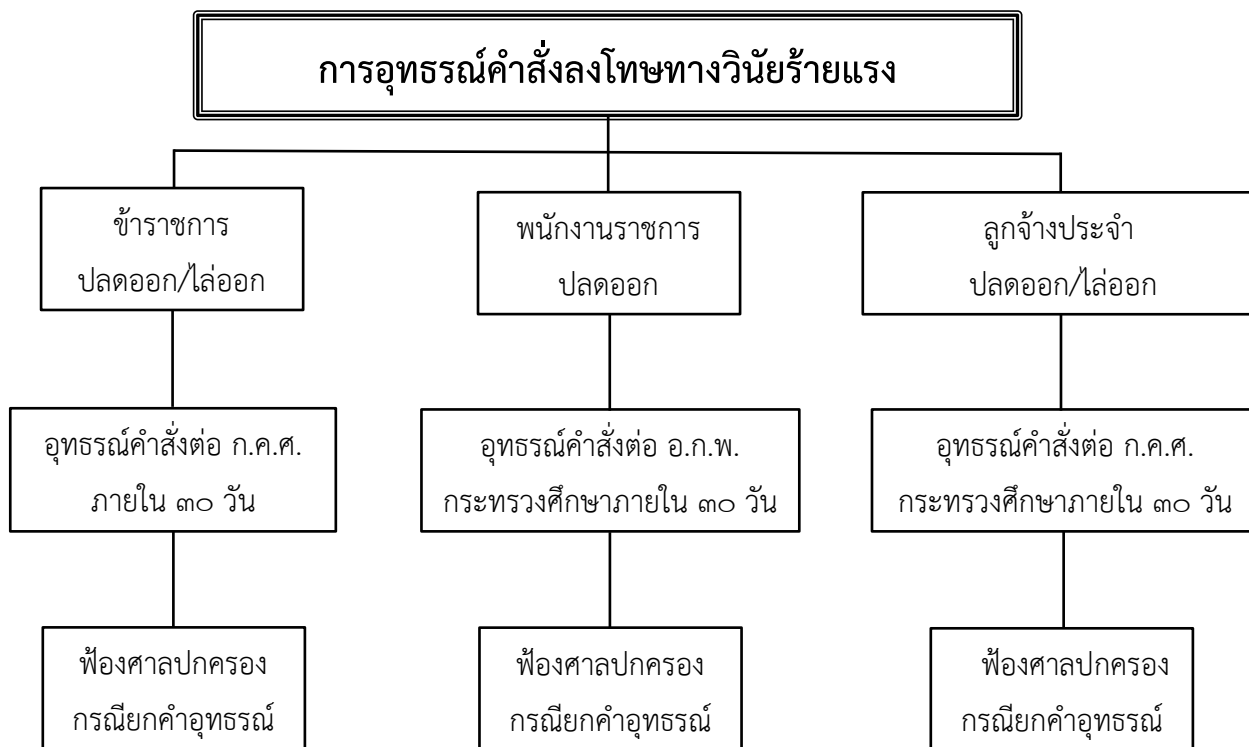 การอุทธรณ์คำสั่งลงโทษทางวินัยร้ายแรง
ข้าราชการ
ปลดออก/ไล่ออก
พนักงานราชการ
ปลดออก
ลูกจ้างประจำ
ปลดออก/ไล่ออก
อุทธรณ์คำสั่งต่อ ก.ค.ศ.
ภายใน ๓๐ วัน
อุทธรณ์คำสั่งต่อ อ.ก.พ.
กระทรวงศึกษาภายใน ๓๐ วัน
อุทธรณ์คำสั่งต่อ ก.ค.ศ.
กระทรวงศึกษาภายใน ๓๐ วัน
ฟ้องศาลปกครอง
กรณียกคำอุทธรณ์
ฟ้องศาลปกครอง
กรณียกคำอุทธรณ์
ฟ้องศาลปกครอง
กรณียกคำอุทธรณ์